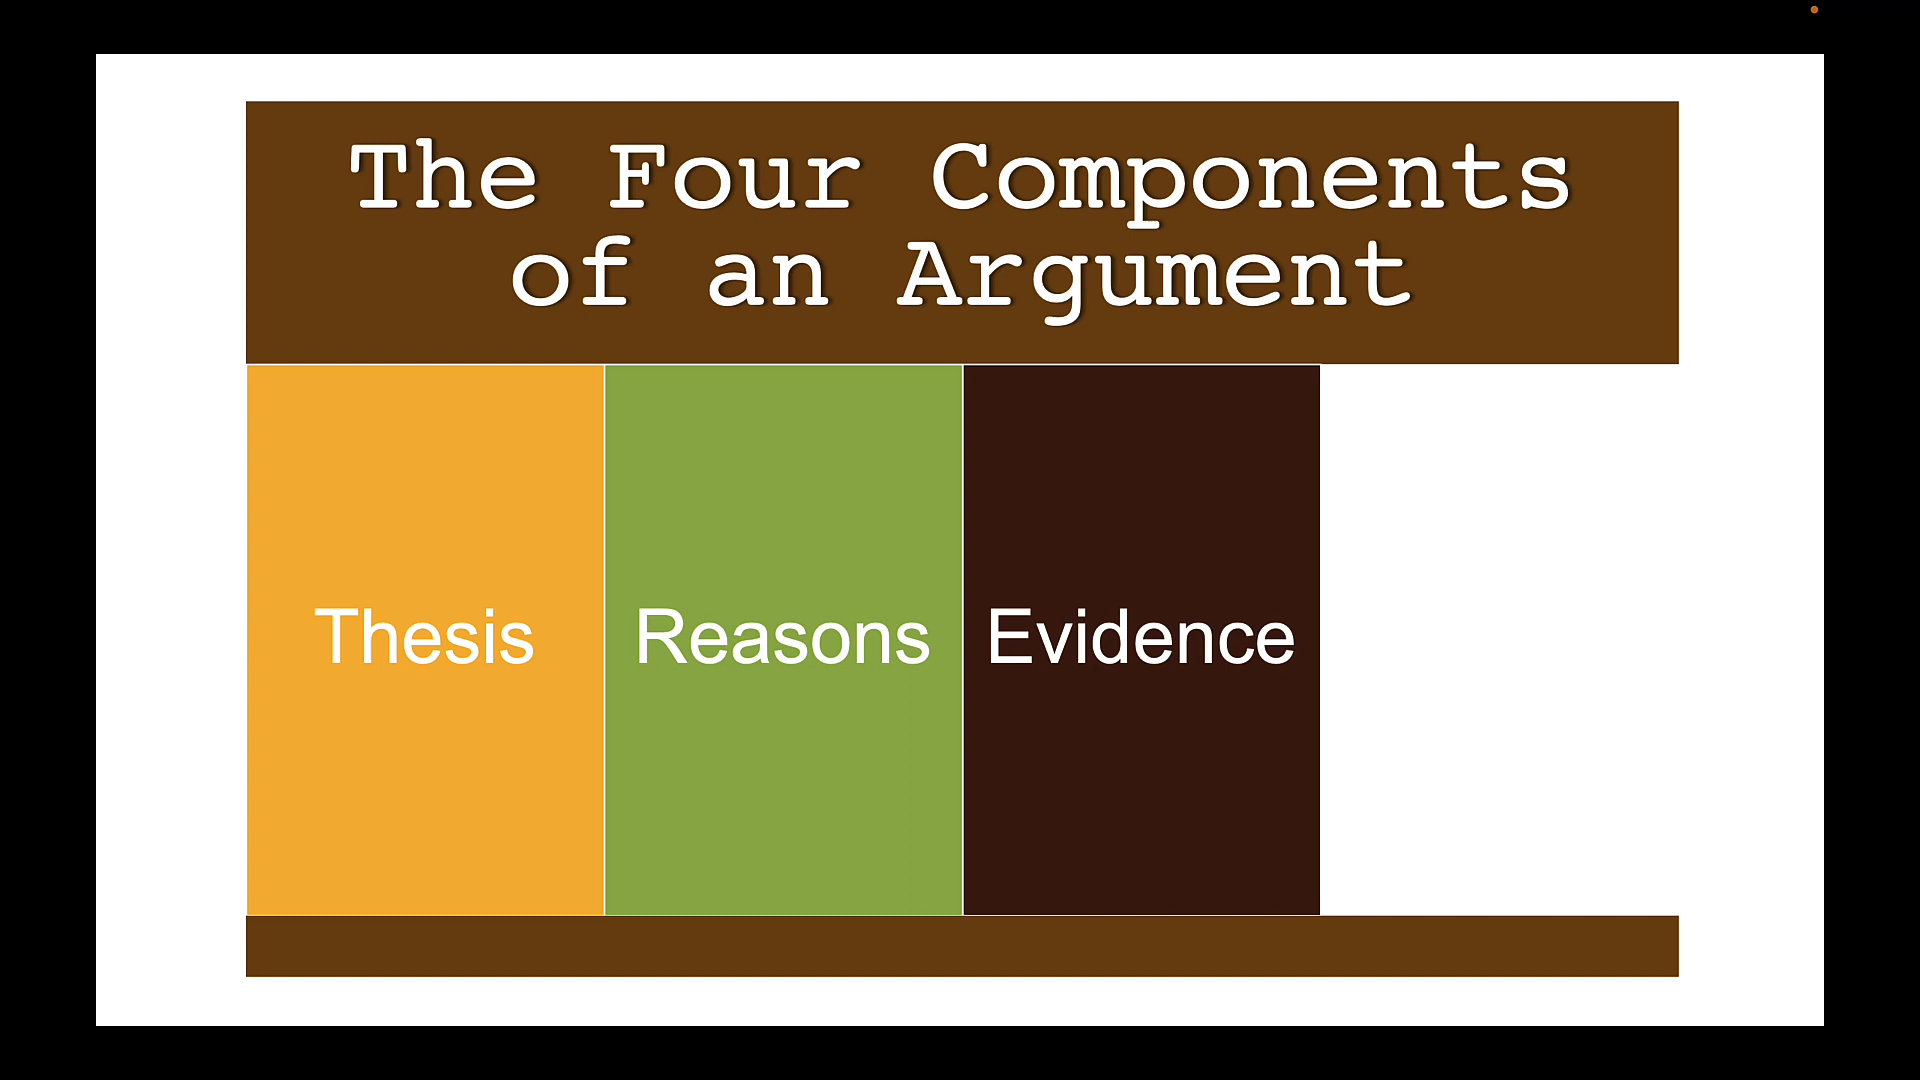 The Four Components
of an Argument
Thesis
Reasons
Evidence